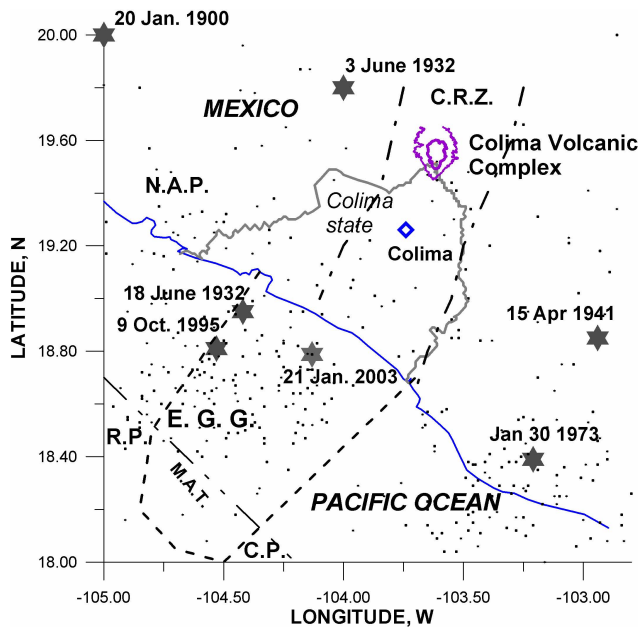 20 Jan. 1900
20.00
3 June 1932
C.R.Z.
MEXICO
19.60
Colima Volcanic
Complex
N.A.P.
Colima
state
19.20
Colima
LATITUDE, N
18 June 1932
9 Oct. 1995
15 Apr 1941
18.80
21 Jan. 2003
E. G. G.
R.P.
Jan 30 1973
18.40
M.A.T.
PACIFIC OCEAN
C.P.
18.00
-105.00
-104.50
-104.00
-103.50
-103.00
LONGITUDE, W